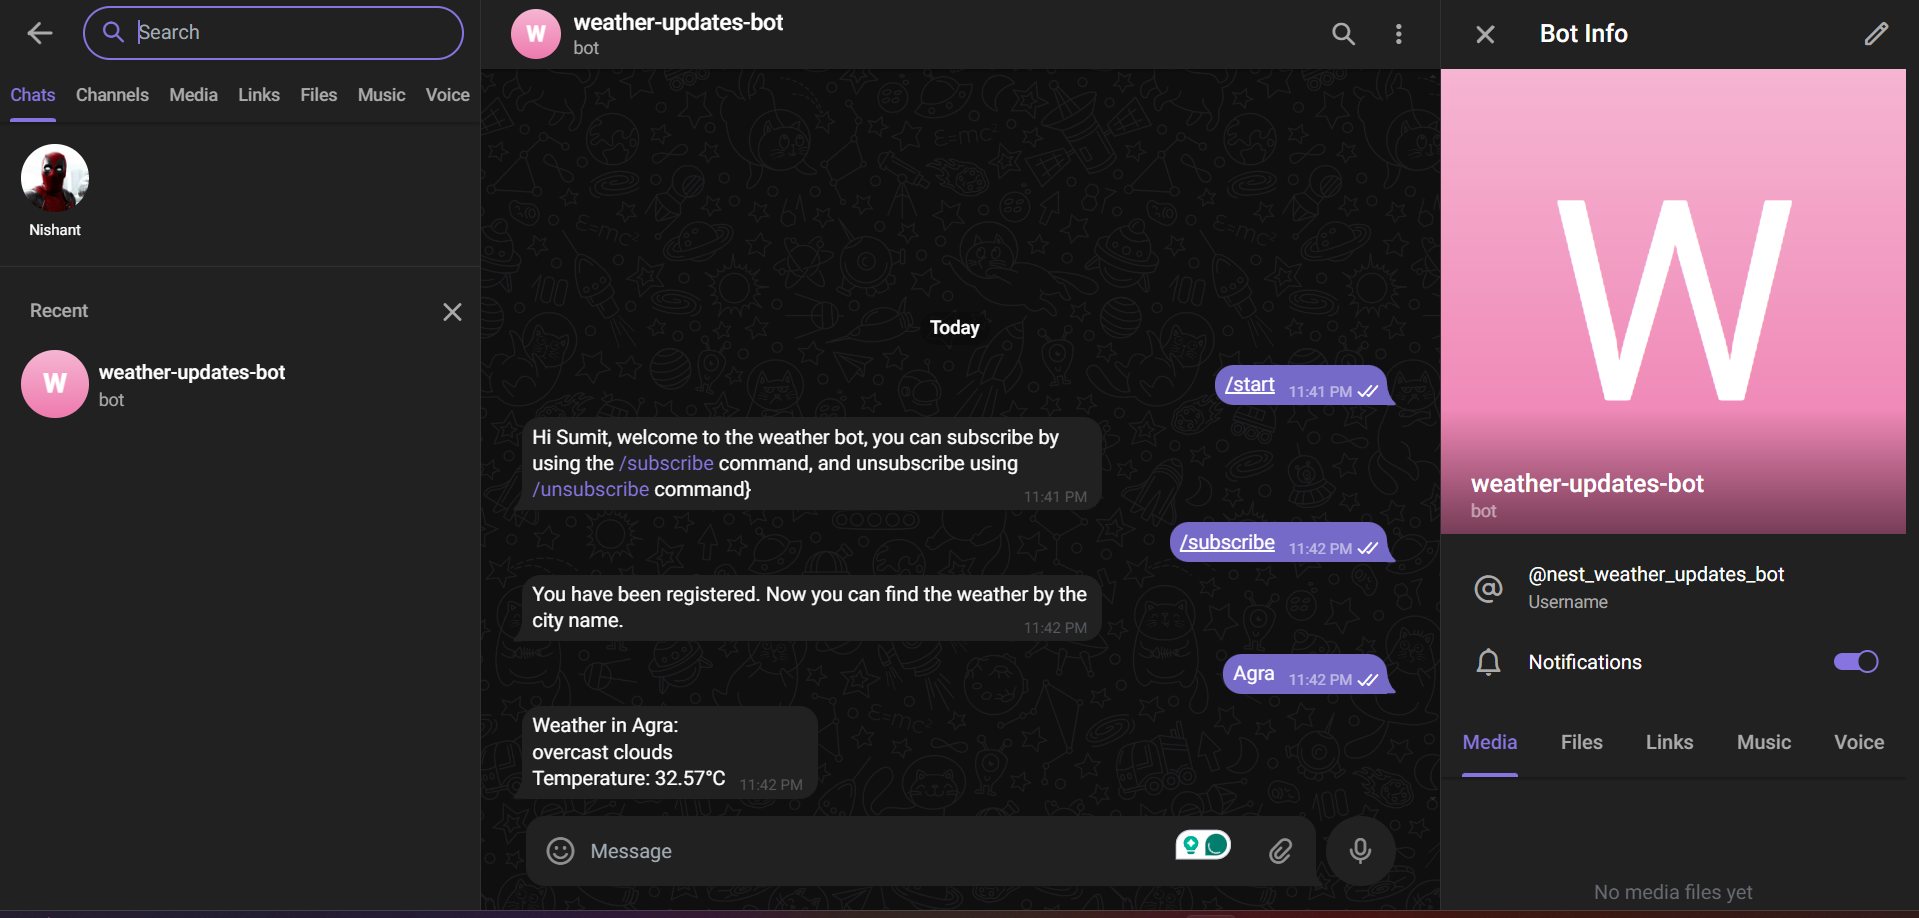 Search
Chats Channels Media Links Files Music Voice
Nishant
Recent
W
weather-updates-bot
bot
W
weather-updates-bot
bot
Today
/start 11:41 PM
Hi Sumit, welcome to the weather bot, you can subscribe by
using the /subscribe command, and unsubscribe using
/unsubscribe command}
11:41 PM
/subscribe 11:42 PM
You have been registered. Now you can find the weather by the
city name.
11:42 PM
Agra 11:42 PM
Weather in Agra:
overcast clouds
Temperature: 32.57°C 11:42 PM
Message
Bot Info
W
weather-updates-bot
bot
@nest_weather_updates_bot
Username
Notifications
Media Files Links Music Voice
No media files yet